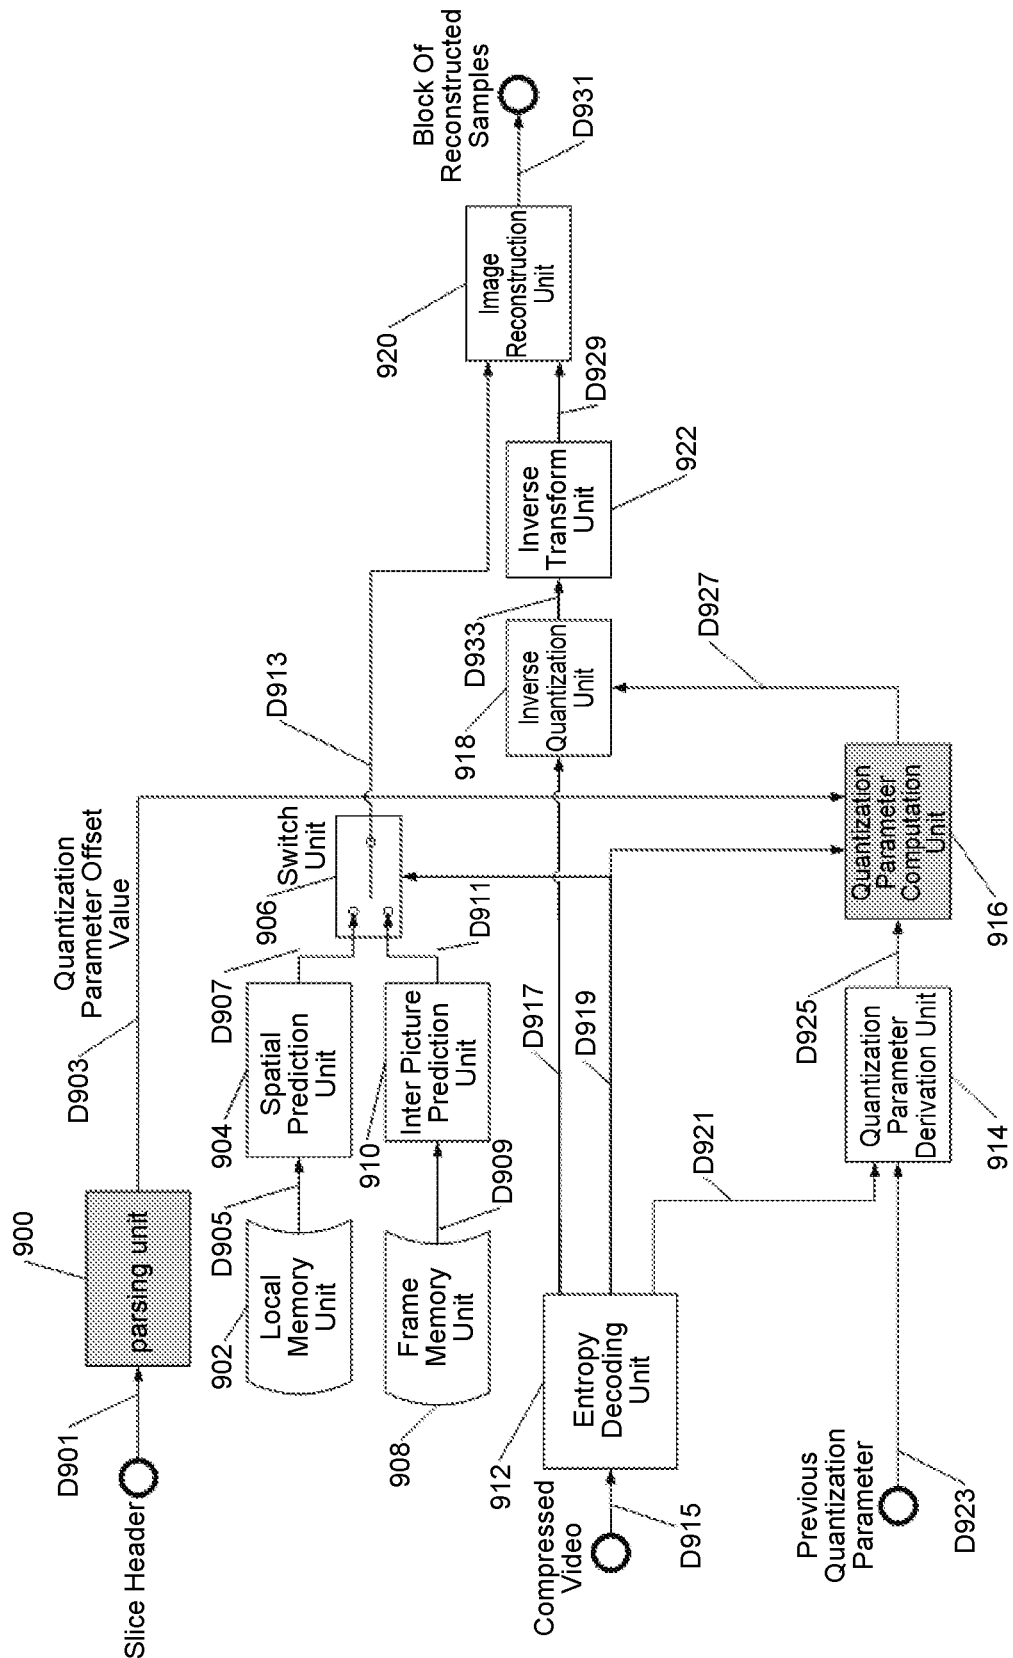 Slice Header
D901
900
parsing unit
D903
Quantization
Parameter Offset
Value
902
Local
Memory
Unit
D905
904
Spatial
Prediction
Unit
D907
906
Switch
Unit
D913
908
Frame
Memory
Unit
D909
910
Inter Picture
Prediction
Unit
D911
Compressed
Video
D915
912
Entropy
Decoding
Unit
D917
D919
D921
918
Inverse
Quantization
Unit
D933
Inverse
Transform
Unit
922
D929
920
Image
Reconstruction
Unit
D931
Block Of
Reconstructed
Samples
Previous
Quantization
Parameter
D923
Quantization
Parameter
Derivation Unit
914
D925
Quantization
Parameter
Computation
Unit
916
D927